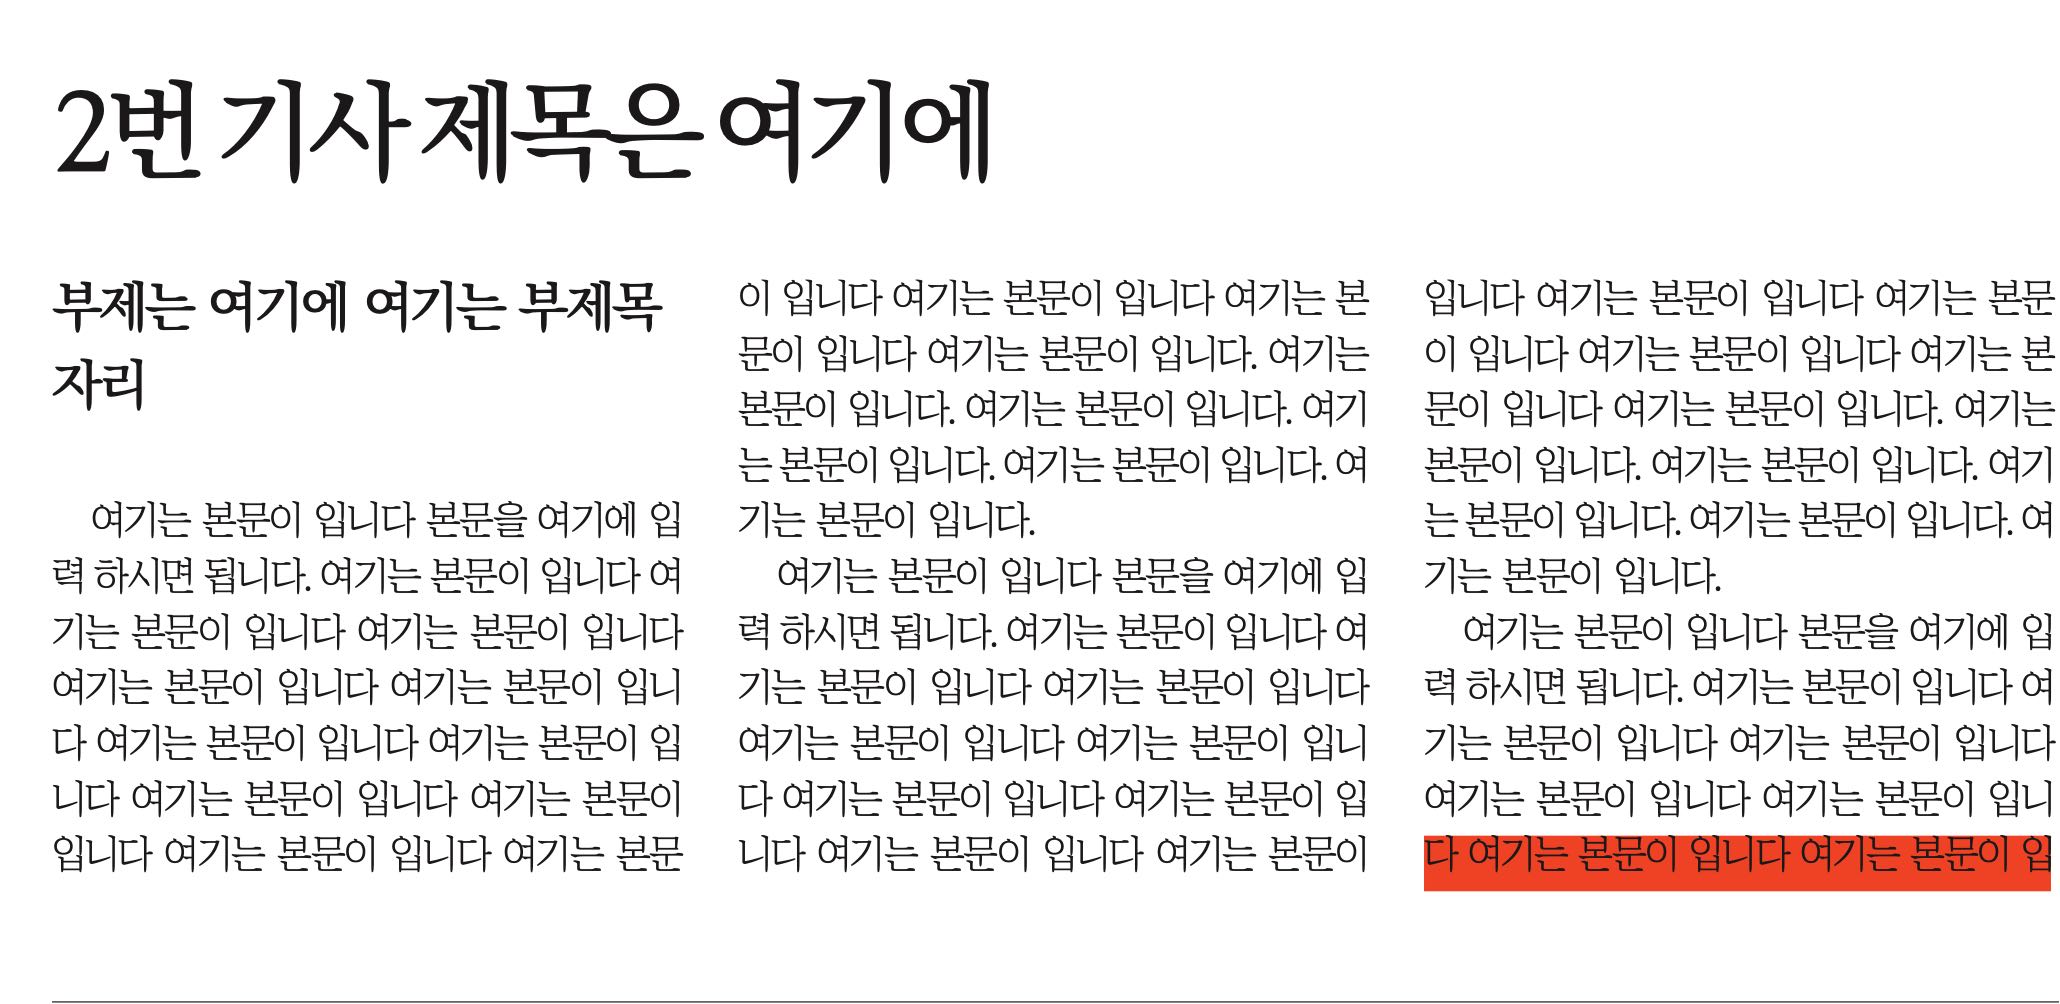 2번 기사 제목은 여기에
부제는 여기에 여기는 부제목
자리
여기는 본문이 입니다 본문을 여기에 입
력 하시면 됩니다. 여기는 본문이 입니다 여
기는 본문이 입니다 여기는 본문이 입니다
여기는 본문이 입니다 여기는 본문이 입니
다 여기는 본문이 입니다 여기는 본문이 입
니다 여기는 본문이 입니다 여기는 본문이
입니다 여기는 본문이 입니다 여기는 본문
이 입니다 여기는 본문이 입니다 여기는 본
문이 입니다 여기는 본문이 입니다. 여기는
본문이 입니다. 여기는 본문이 입니다. 여기
는 본문이 입니다. 여기는 본문이 입니다. 여
기는 본문이 입니다.
여기는 본문이 입니다 본문을 여기에 입
력 하시면 됩니다. 여기는 본문이 입니다 여
기는 본문이 입니다 여기는 본문이 입니다
여기는 본문이 입니다 여기는 본문이 입니
다 여기는 본문이 입니다 여기는 본문이 입
니다 여기는 본문이 입니다 여기는 본문이
입니다 여기는 본문이 입니다 여기는 본문
이 입니다 여기는 본문이 입니다 여기는 본
문이 입니다 여기는 본문이 입니다. 여기는
본문이 입니다. 여기는 본문이 입니다. 여기
는 본문이 입니다. 여기는 본문이 입니다. 여
기는 본문이 입니다.
여기는 본문이 입니다 본문을 여기에 입
력 하시면 됩니다. 여기는 본문이 입니다 여
기는 본문이 입니다 여기는 본문이 입니다
여기는 본문이 입니다 여기는 본문이 입니
다 여기는 본문이 입니다 여기는 본문이 입